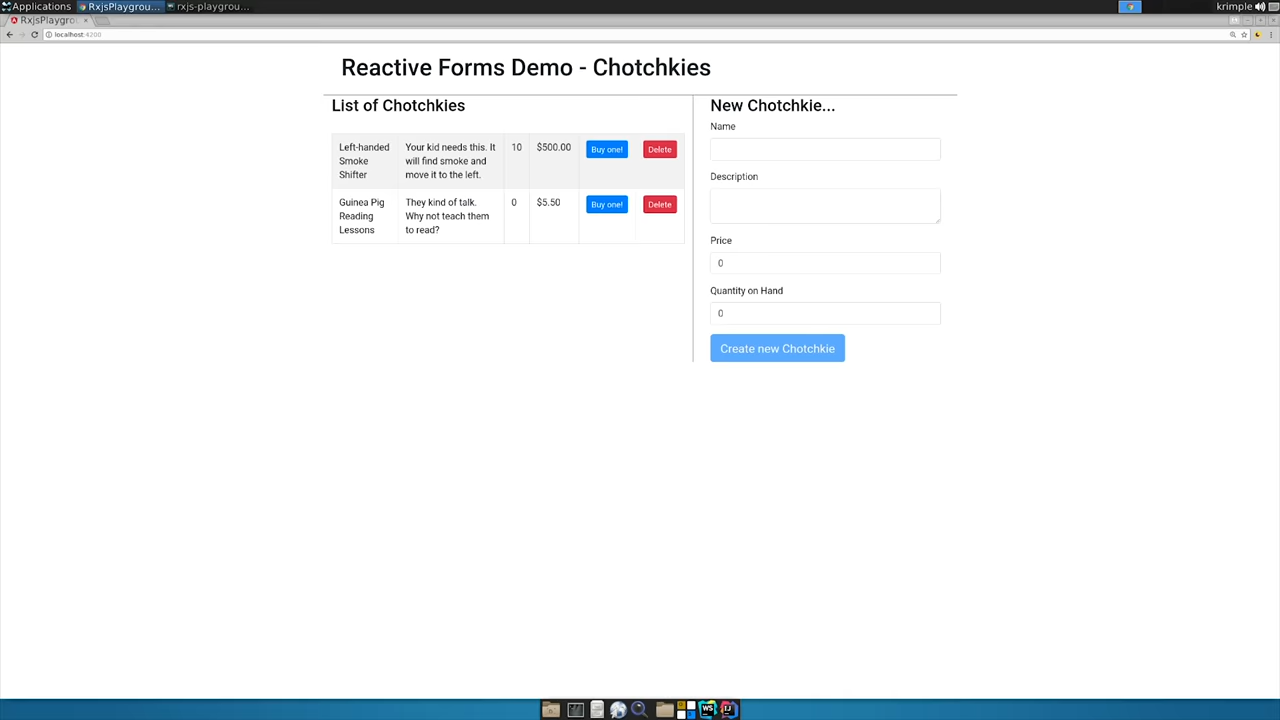 Applications
RxjsPlaygrou...
rxjs-playgrou...
krimple
RxjsPlaygro
localhost:4200
Reactive Forms Demo - Chotchkies
List of Chotchkies
Left-handed Smoke Shifter
Your kid needs this. It will find smoke and move it to the left.
10
$500.00
Buy one!
Delete
Guinea Pig Reading Lessons
They kind of talk. Why not teach them to read?
0
$5.50
Buy one!
Delete
New Chotchkie...
Name
Description
Price
0
Quantity on Hand
0
Create new Chotchkie
WS
IJ